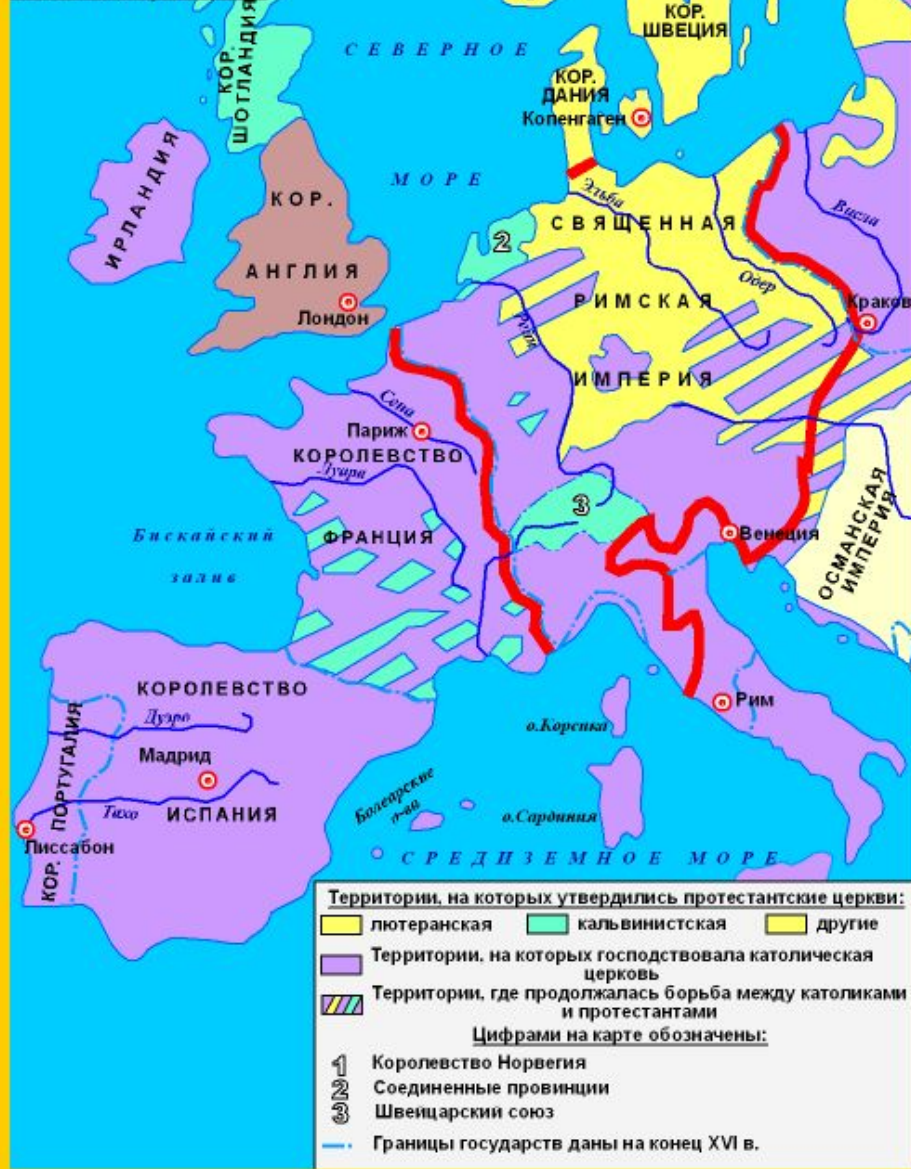 КОР.
ШВЕЦИЯ
КОР.
ШОТЛАНДИЯ
СЕВЕРНОЕ
КОР.
ДАНИЯ
Копенгаген
ИРЛАНДИЯ
МОРЕ
КОР.
АНГЛИЯ
Лондон
Эльба
СВЯЩЕННАЯ
Висла
2
Одер
РИМСКАЯ
Краков
Рейн
ИМПЕРИЯ
Сена
Париж
КОРОЛЕВСТВО
Луара
ФРАНЦИЯ
3
Венеция
ОСМАНСКАЯ
ИМПЕРИЯ
Бискайский
залив
КОРОЛЕВСТВО
Дуэро
Мадрид
Тахо
ИСПАНИЯ
КОР. ПОРТУГАЛИЯ
Лиссабон
Рим
о.Корсика
Болеарские
о-ва
о.Сардиния
СРЕДИЗЕМНОЕ МОРЕ
Территории, на которых утвердились протестантские церкви:
лютеранская кальвинистская другие
Территории, на которых господствовала католическая
церковь
Территории, где продолжалась борьба между католиками
и протестантами
Цифрами на карте обозначены:
1 Королевство Норвегия
2 Соединенные провинции
3 Швейцарский союз
Границы государств даны на конец XVI в.